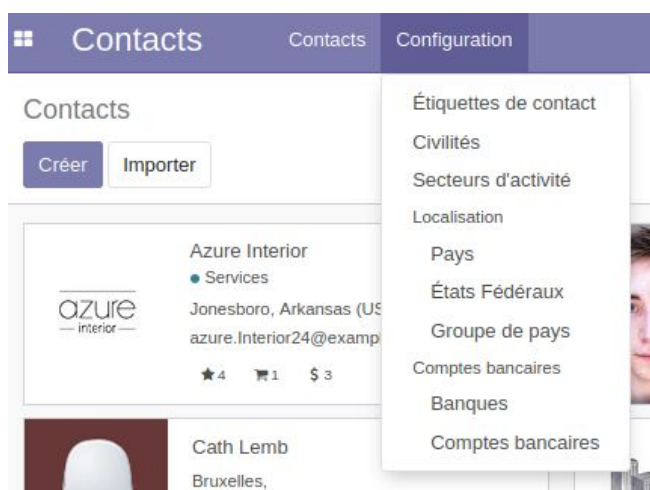 Contacts Contacts Configuration
Contacts
Créer Importer
Étiquettes de contact
Civilités
Secteurs d'activité
Localisation
Pays
États Fédéraux
Groupe de pays
Comptes bancaires
Banques
Comptes bancaires
azure
interior
Azure Interior
Services
Jonesboro, Arkansas (US
azure.Interior24@examp
4 1 $ 3
Cath Lemb
Bruxelles,